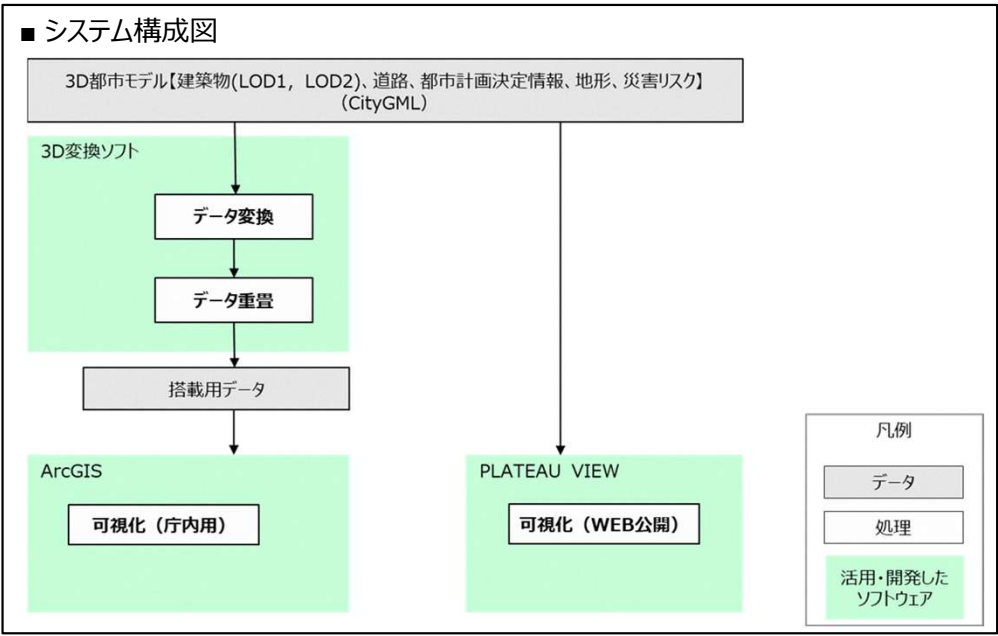 ■ システム構成図
3D都市モデル【建築物(LOD1, LOD2)、道路、都市計画決定情報、地形、災害リスク】
（CityGML）
3D変換ソフト
データ変換
データ重畳
搭載用データ
ArcGIS
可視化（庁内用）
PLATEAU VIEW
可視化（WEB公開）
凡例
データ
処理
活用・開発した
ソフトウェア